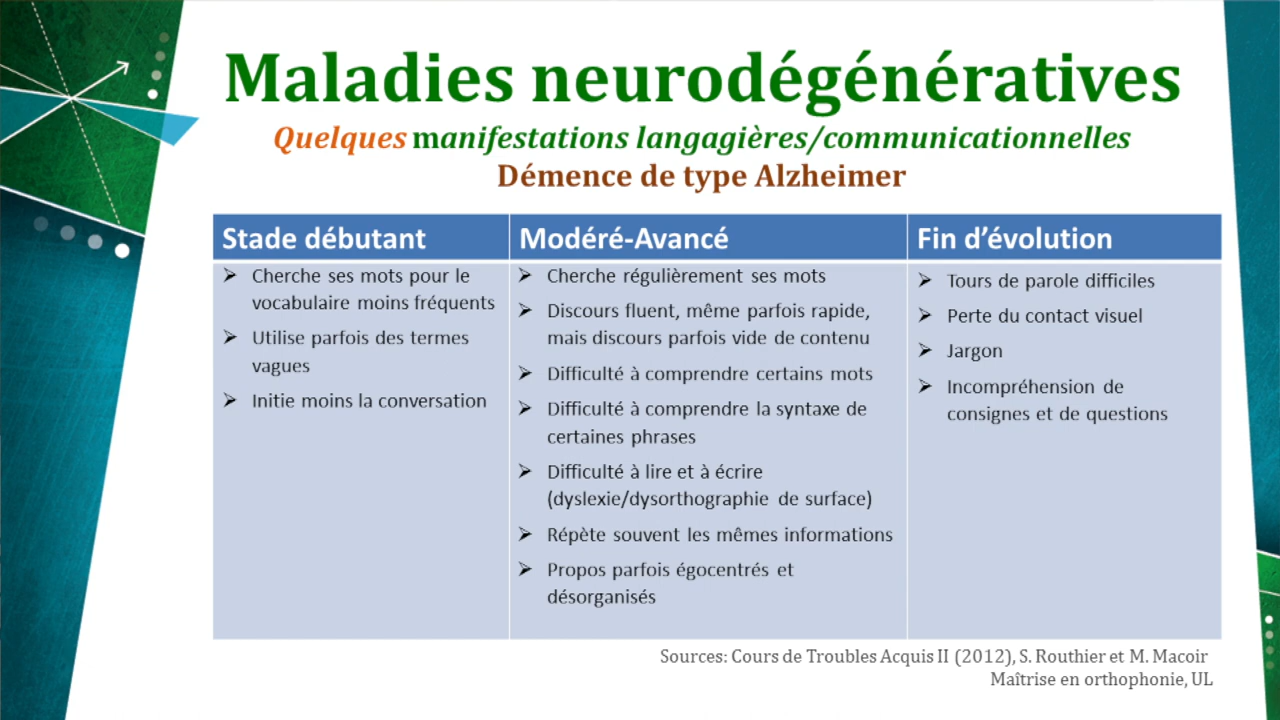 Maladies neurodégénératives
Quelques manifestations langagières/communicationnelles
Démence de type Alzheimer
Stade débutant
Cherche ses mots pour le
vocabulaire moins fréquents
Utilise parfois des termes
vagues
Initie moins la conversation
Modéré-Avancé
Cherche régulièrement ses mots
Discours fluent, même parfois rapide,
mais discours parfois vide de contenu
Difficulté à comprendre certains mots
Difficulté à comprendre la syntaxe de
certaines phrases
Difficulté à lire et à écrire
(dyslexie/dysorthographie de surface)
Répète souvent les mêmes informations
Propos parfois égocentrés et
désorganisés
Fin d’évolution
Tours de parole difficiles
Perte du contact visuel
Jargon
Incompréhension de
consignes et de questions
Sources: Cours de Troubles Acquis II (2012), S. Routhier et M. Macoir
Maîtrise en orthophonie, UL